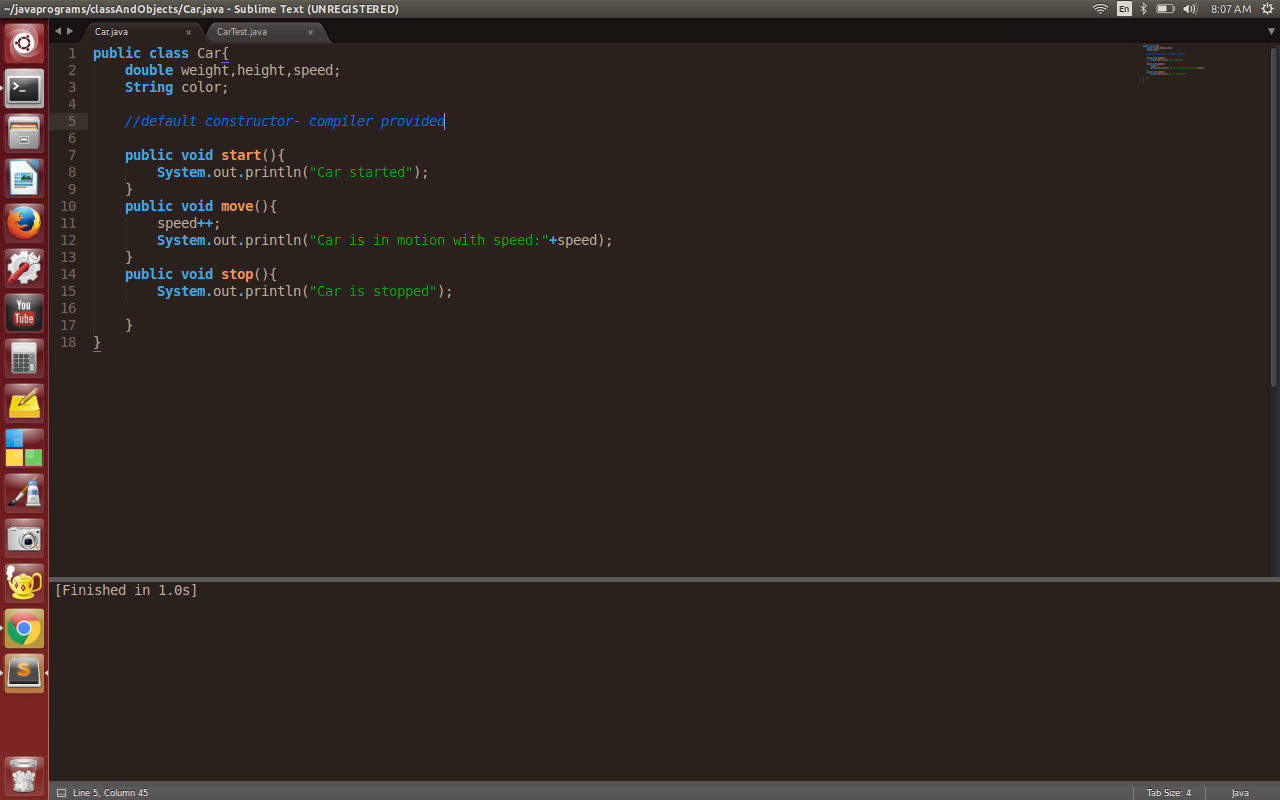 ~/javaprograms/classAndObjects/Car.java - Sublime Text (UNREGISTERED)
En
8:07 AM
Car.java × CarTest.java ×
1 public class Car{
2     double weight,height,speed;
3     String color;
4
5     //default constructor- compiler provided
6
7     public void start(){
8         System.out.println("Car started");
9     }
10     public void move(){
11         speed++;
12         System.out.println("Car is in motion with speed:"+speed);
13     }
14     public void stop(){
15         System.out.println("Car is stopped");
16
17     }
18 }
You
Tube
S
[Finished in 1.0s]
Line 5, Column 45
Tab Size: 4
Java